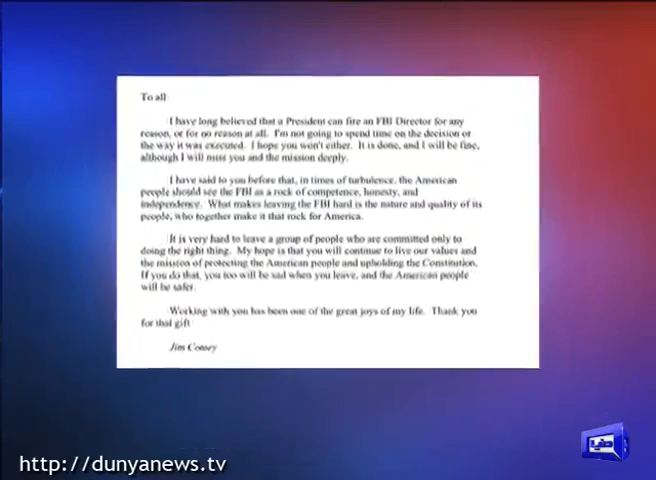 To all:
I have long believed that a President can fire an FBI Director for any
reason, or for no reason at all. I'm not going to spend time on the decision or
the way it was executed. I hope you won't either. It is done, and I will be fine,
although I will miss you and the mission deeply.
I have said to you before that, in times of turbulence, the American
people should see the FBI as a rock of competence, honesty, and
independence. What makes leaving the FBI hard is the nature and quality of its
people, who together make it that rock for America.
It is very hard to leave a group of people who are committed only to
doing the right thing. My hope is that you will continue to live our values and
the mission of protecting the American people and upholding the Constitution.
If you do that, you too will be sad when you leave, and the American people
will be safer.
Working with you has been one of the great joys of my life. Thank you
for that gift.
Jim Comey
دنیا
http://dunyanews.tv